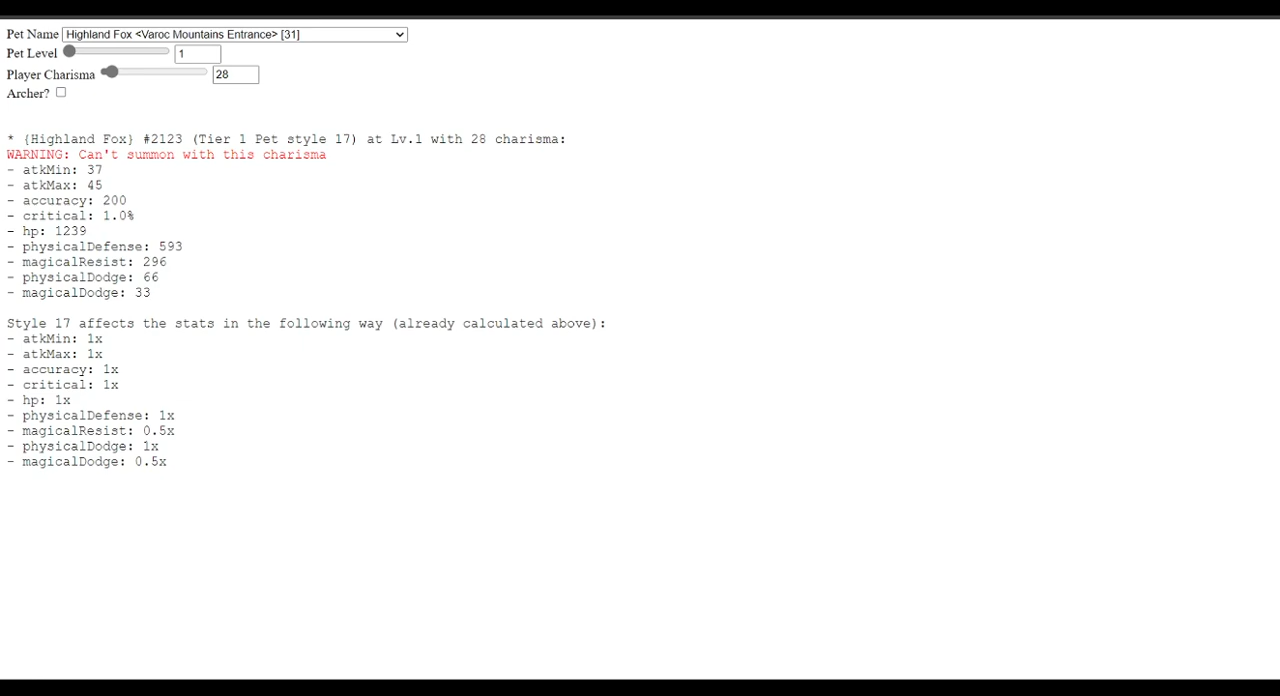 Pet Name Highland Fox <Varoc Mountains Entrance> [31]
Pet Level 1
Player Charisma 28
Archer?
* {Highland Fox} #2123 (Tier 1 Pet style 17) at Lv.1 with 28 charisma:
WARNING: Can't summon with this charisma
- atkMin: 37
- atkMax: 45
- accuracy: 200
- critical: 1.0%
- hp: 1239
- physicalDefense: 593
- magicalResist: 296
- physicalDodge: 66
- magicalDodge: 33
Style 17 affects the stats in the following way (already calculated above):
- atkMin: 1x
- atkMax: 1x
- accuracy: 1x
- critical: 1x
- hp: 1x
- physicalDefense: 1x
- magicalResist: 0.5x
- physicalDodge: 1x
- magicalDodge: 0.5x